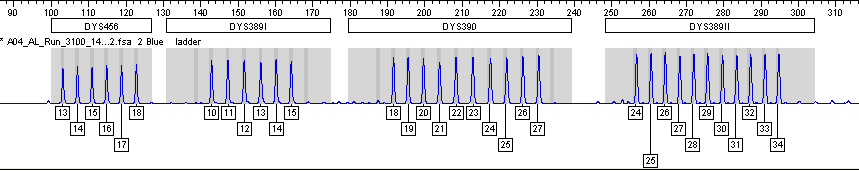 90 100 110 120 130 140 150 160 170 180 190 200 210 220 230 240 250 260 270 280 290 300 310
DYS456 DYS389I DYS390 DYS389II
* A04_AL_Run_3100_14...2.fsa 2 Blue ladder
13 15 18 10 11 13 15 18 20 22 23 26 24 26 29 32
14 16 12 14 19 21 24 27 27 30 33
17 25 28 31 34
25